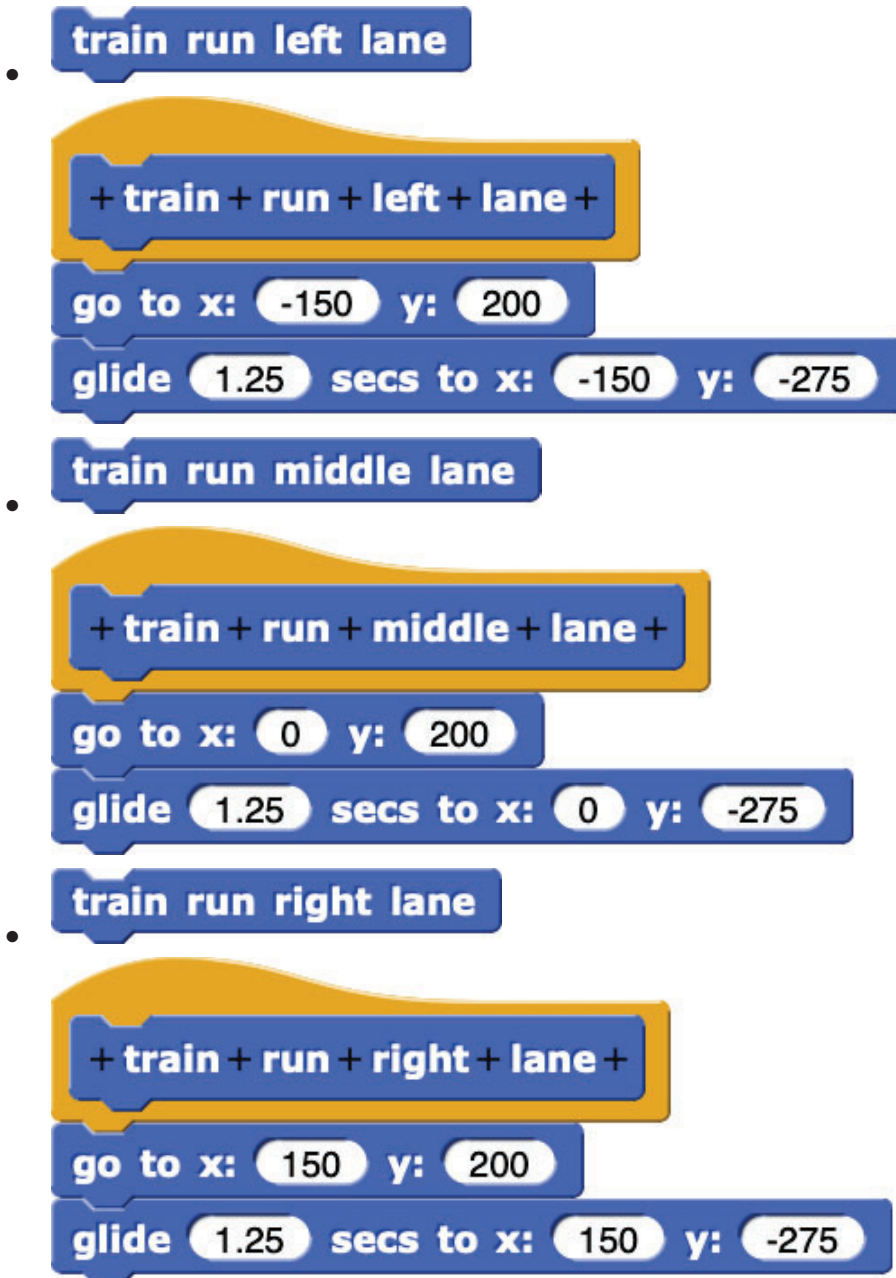 train run left lane
+ train + run + left + lane +
go to x: -150 y: 200
glide 1.25 secs to x: -150 y: -275
train run middle lane
+ train + run + middle + lane +
go to x: 0 y: 200
glide 1.25 secs to x: 0 y: -275
train run right lane
+ train + run + right + lane +
go to x: 150 y: 200
glide 1.25 secs to x: 150 y: -275